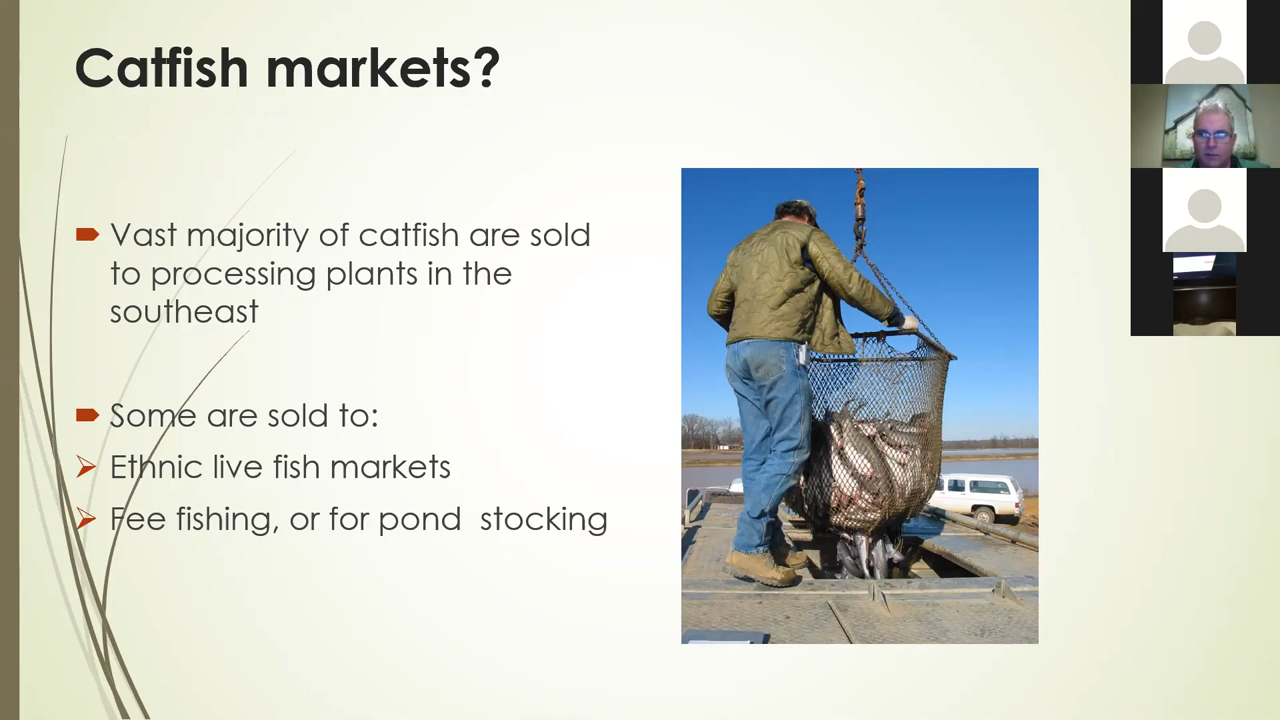 Catfish markets?
Vast majority of catfish are sold
to processing plants in the
southeast
Some are sold to:
Ethnic live fish markets
Fee fishing, or for pond  stocking